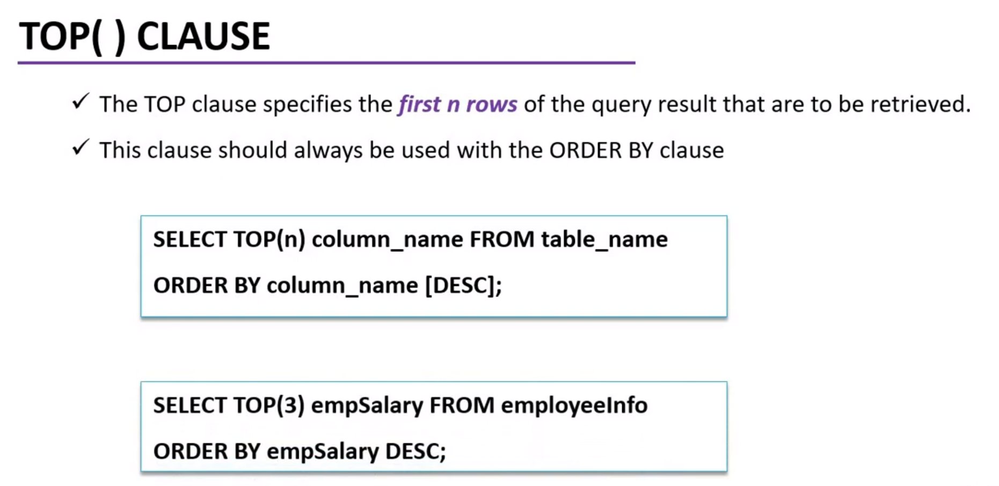 TOP( ) CLAUSE
✓ The TOP clause specifies the first n rows of the query result that are to be retrieved.
✓ This clause should always be used with the ORDER BY clause
SELECT TOP(n) column_name FROM table_name
ORDER BY column_name [DESC];
SELECT TOP(3) empSalary FROM employeeInfo
ORDER BY empSalary DESC;